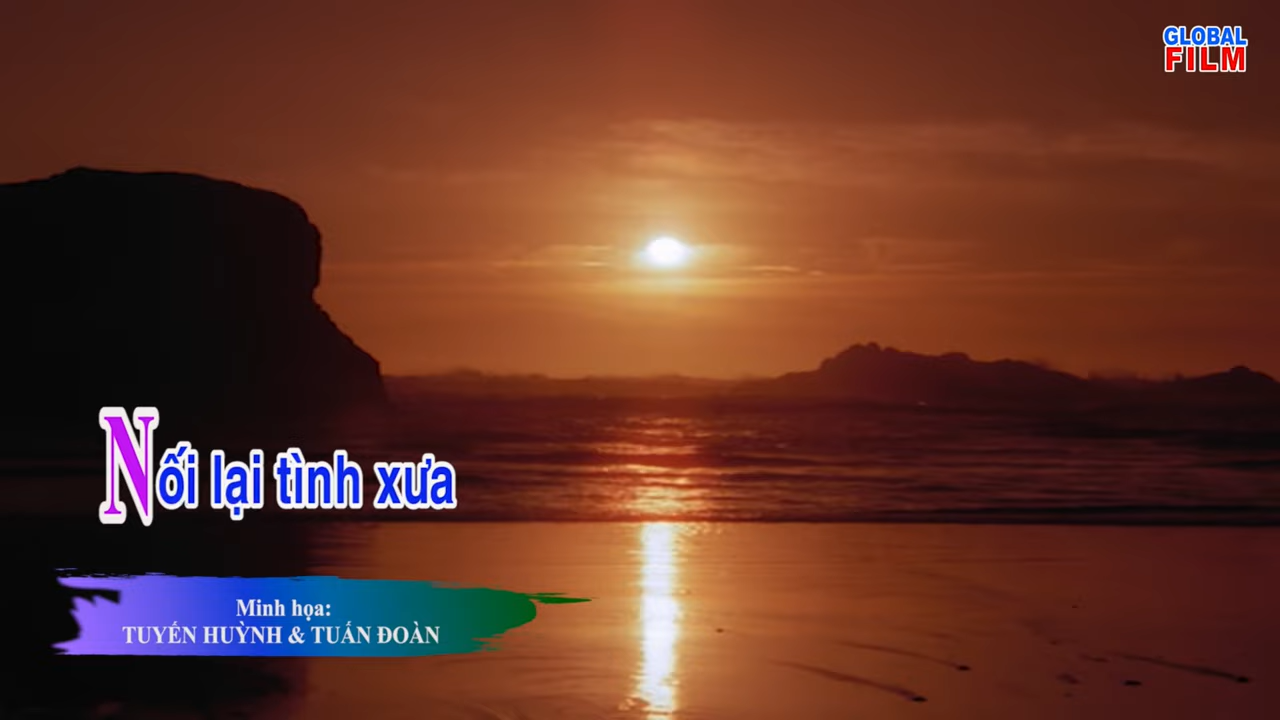 GLOBAL
FILM
Nối lại tình xưa
Minh họa:
TUYẾN HUỲNH & TUẤN ĐOÀN